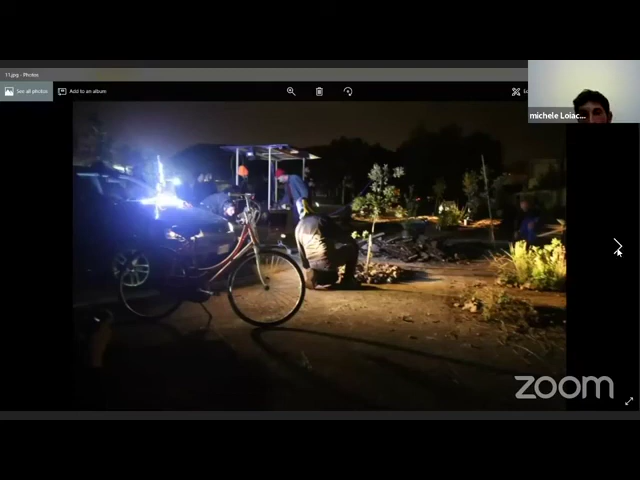 11.jpg - Photos
See all photos
Add to an album
michele Loiac...
zoom